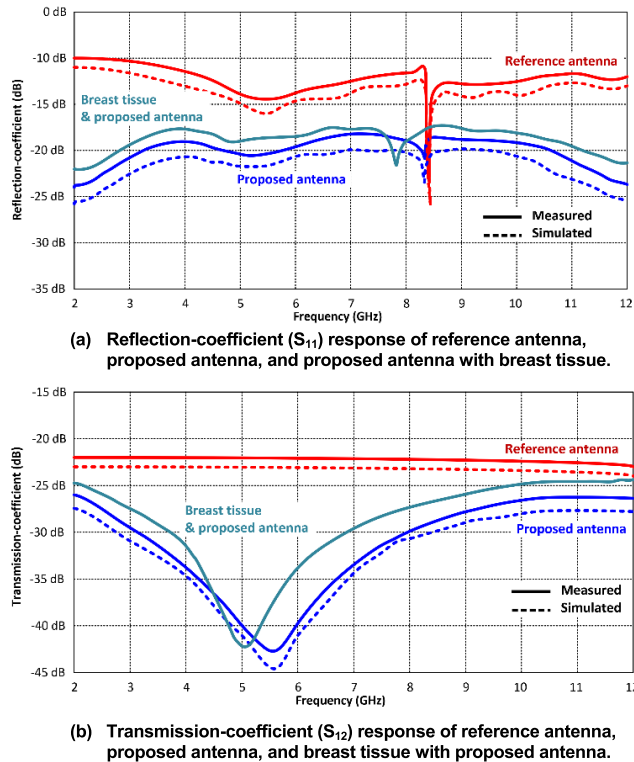 0 dB
-5 dB
-10 dB
-15 dB
-20 dB
-25 dB
-30 dB
-35 dB
Reflection-coefficient (dB)
Reference antenna
Breast tissue
& proposed antenna
Proposed antenna
Measured
Simulated
2 3 4 5 6 7 8 9 10 11 12
Frequency (GHz)
(a) Reflection-coefficient (S₁₁) response of reference antenna,
proposed antenna, and proposed antenna with breast tissue.
-15 dB
-20 dB
-25 dB
-30 dB
-35 dB
-40 dB
-45 dB
Transmission-coefficient (dB)
Reference antenna
Breast tissue
& proposed antenna
Proposed antenna
Measured
Simulated
2 3 4 5 6 7 8 9 10 11 12
Frequency (GHz)
(b) Transmission-coefficient (S₁₂) response of reference antenna,
proposed antenna, and breast tissue with proposed antenna.